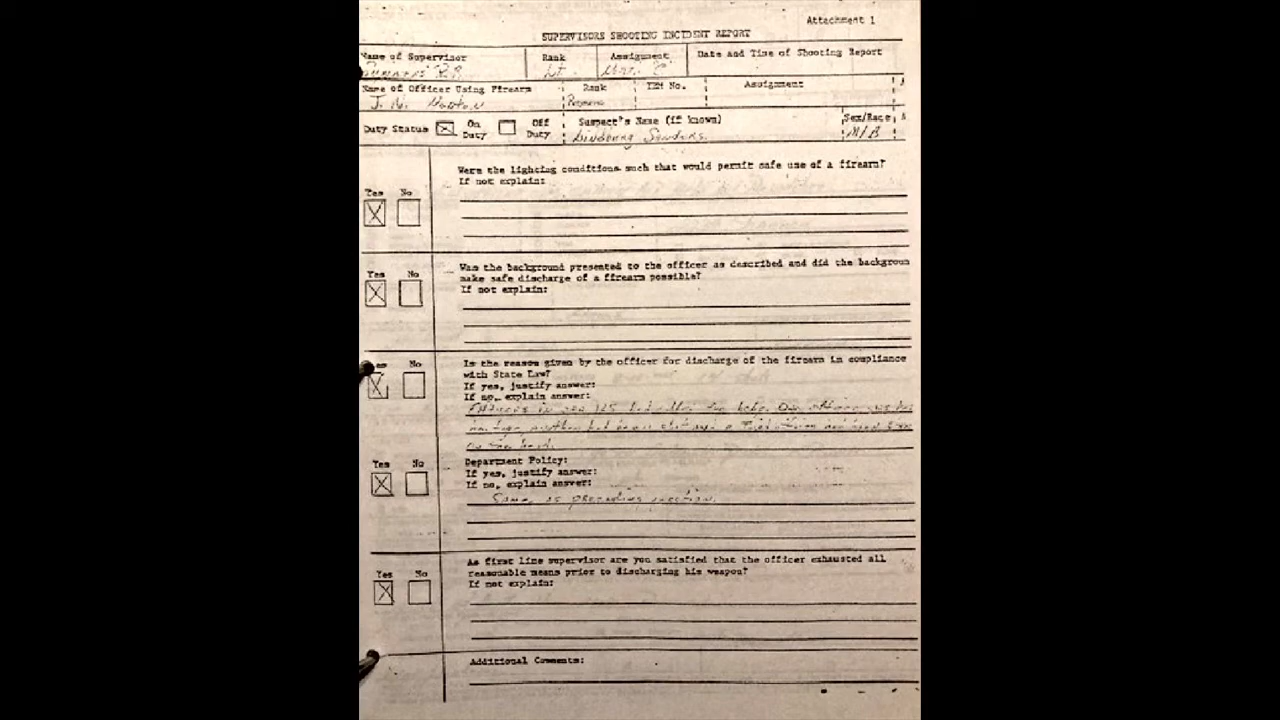 Attachment 1
SUPERVISORS SHOOTING INCIDENT REPORT
Name of Supervisor Rank Assignment Date and Time of Shooting Report
R.R. Lt.
Name of Officer Using Firearm Rank IBM No. Assignment
J. N.
Duty Status On Duty Off Duty Suspect's Name (if known) Sex/Race
Lindberg Sanders M/B
Were the lighting conditions such that would permit safe use of a firearm?
If not explain:
Yes No
Was the background presented to the officer as described and did the backgroun
make safe discharge of a firearm possible?
If not explain:
Yes No
Is the reason given by the officer for discharge of the firearm in compliance
with State Law?
If yes, justify answer:
If no, explain answer:
No
Department Policy:
If yes, justify answer:
If no, explain answer:
Yes No
Same as preceding section.
As first line supervisor are you satisfied that the officer exhausted all
reasonable means prior to discharging his weapon?
If not explain:
Yes No
Additional Comments: